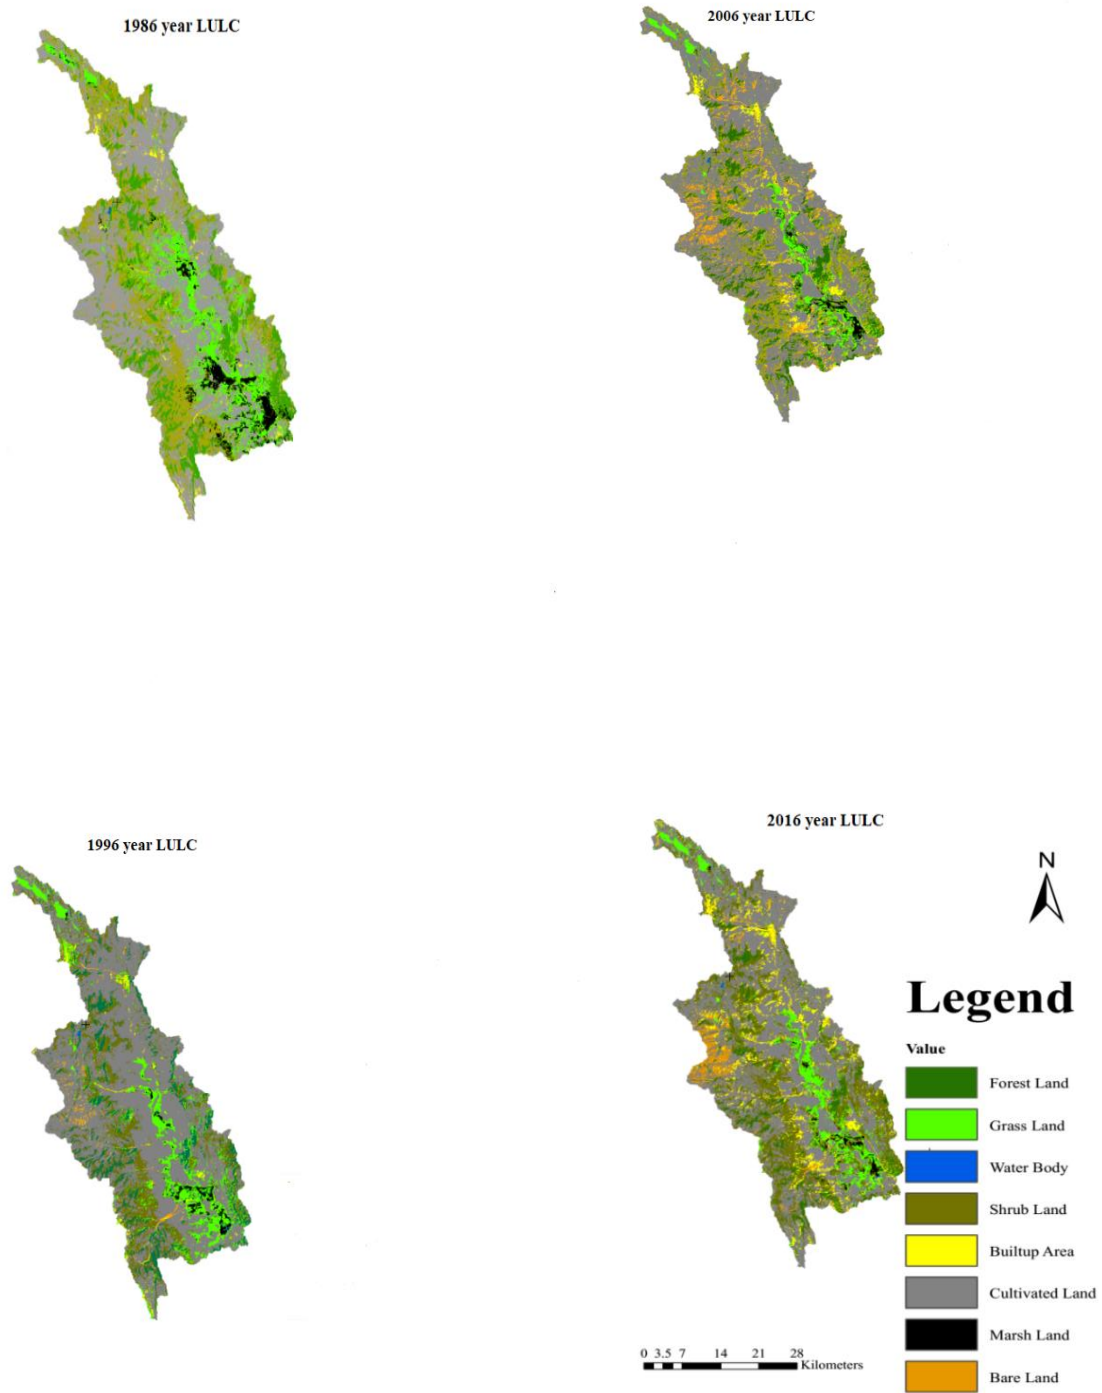 1986 year LULC
2006 year LULC
1996 year LULC
2016 year LULC
N
Legend
Value
Forest Land
Grass Land
Water Body
Shrub Land
Builtup Area
Cultivated Land
Marsh Land
Bare Land
0 3.5 7 14 21 28
Kilometers